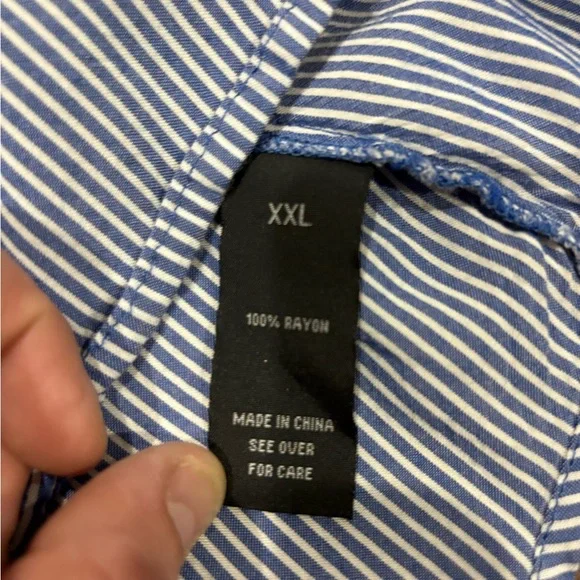 XXL
100% RAYON
MADE IN CHINA
SEE OVER
FOR CARE